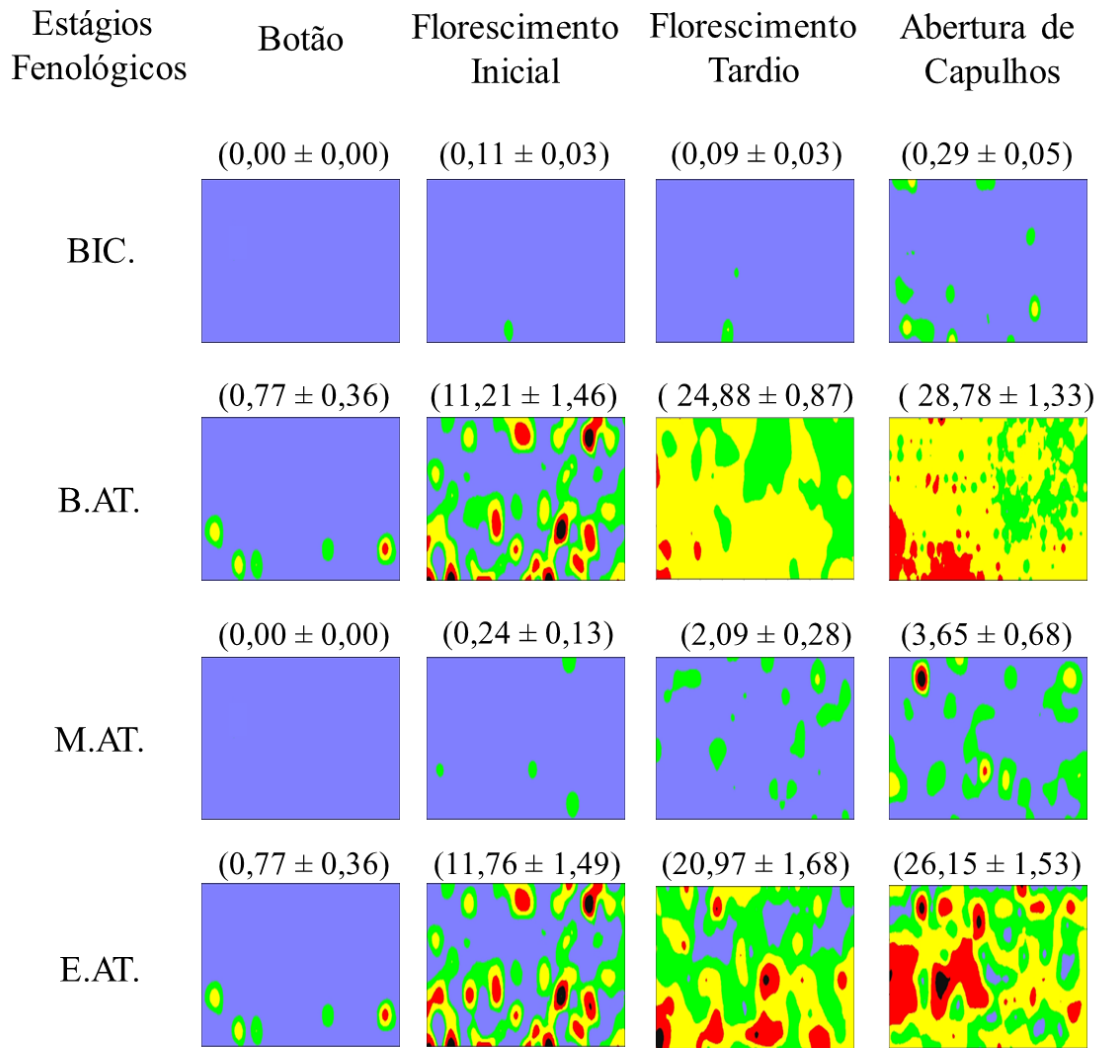 Estágios
Fenológicos
Botão
Florescimento
Inicial
Florescimento
Tardio
Abertura de
Capulhos
(0,00 ± 0,00) (0,11 ± 0,03) (0,09 ± 0,03) (0,29 ± 0,05)
BIC.
(0,77 ± 0,36) (11,21 ± 1,46) ( 24,88 ± 0,87) ( 28,78 ± 1,33)
B.AT.
(0,00 ± 0,00) (0,24 ± 0,13) (2,09 ± 0,28) (3,65 ± 0,68)
M.AT.
(0,77 ± 0,36) (11,76 ± 1,49) (20,97 ± 1,68) (26,15 ± 1,53)
E.AT.